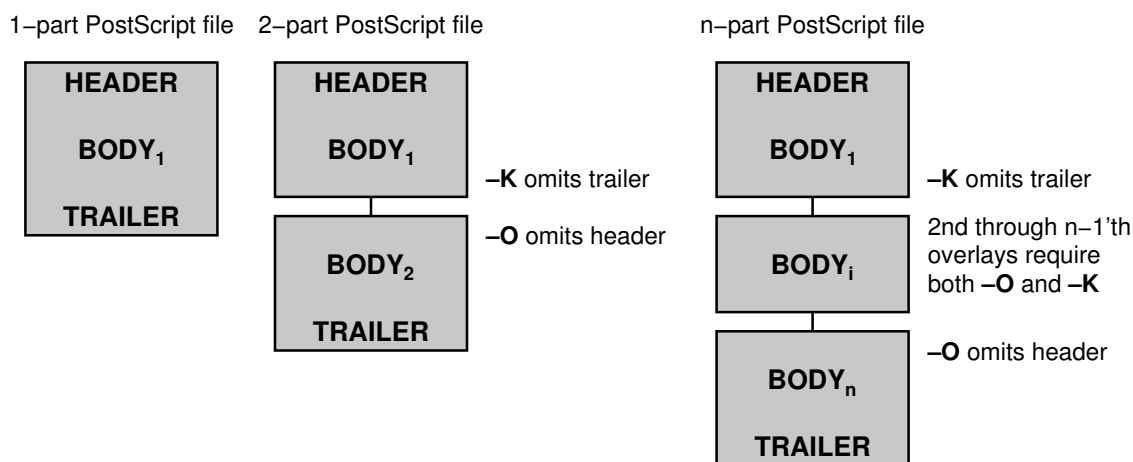 1–part PostScript file
HEADER
BODY₁
TRAILER
2–part PostScript file
HEADER
BODY₁
–K omits trailer
–O omits header
BODY₂
TRAILER
n–part PostScript file
HEADER
BODY₁
–K omits trailer
BODYᵢ
2nd through n–1'th
overlays require
both –O and –K
–O omits header
BODYₙ
TRAILER